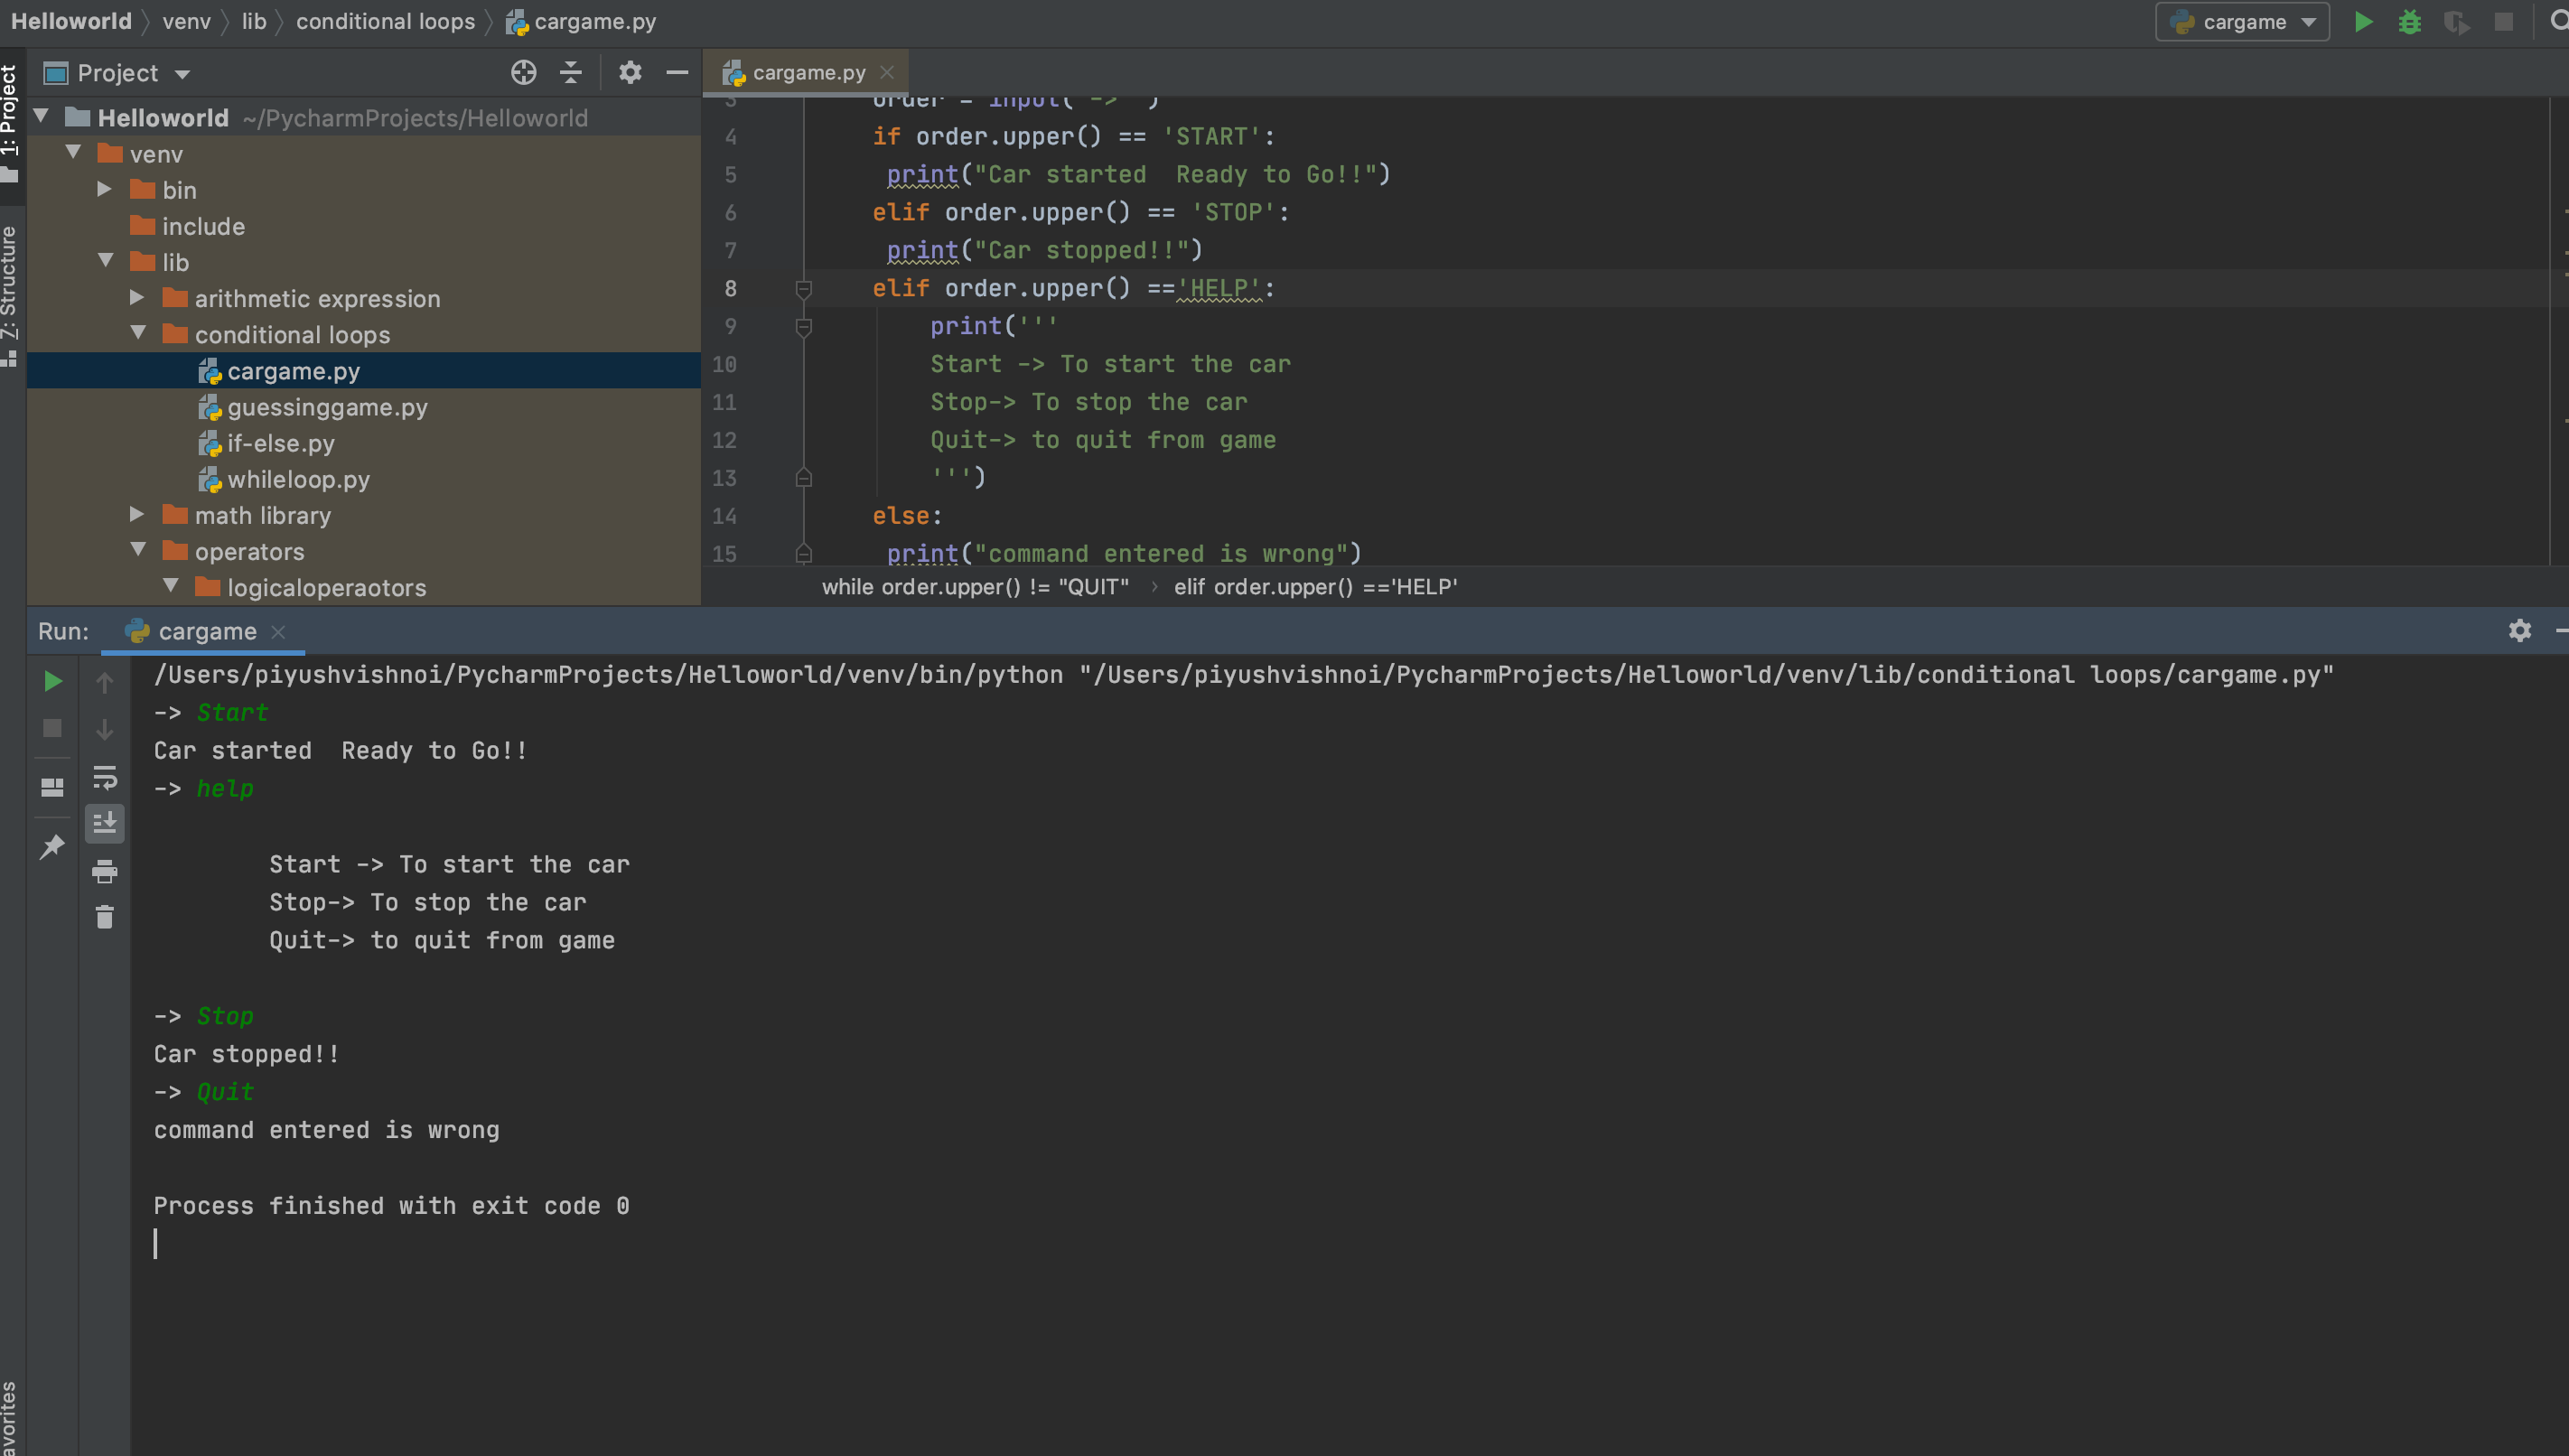 Helloworld venv lib conditional loops cargame.py
cargame
1: Project
7: Structure
avorites
Project
Helloworld ~/PycharmProjects/Helloworld
venv
bin
include
lib
arithmetic expression
conditional loops
cargame.py
guessinggame.py
if-else.py
whileloop.py
math library
operators
logicaloperaotors
cargame.py
3 order = input("-> ")
4 if order.upper() == 'START':
5 print("Car started  Ready to Go!!")
6 elif order.upper() == 'STOP':
7 print("Car stopped!!")
8 elif order.upper() =='HELP':
9 print('''
10 Start -> To start the car
11 Stop-> To stop the car
12 Quit-> to quit from game
13 ''')
14 else:
15 print("command entered is wrong")
while order.upper() != "QUIT" › elif order.upper() =='HELP'
Run: cargame
/Users/piyushvishnoi/PycharmProjects/Helloworld/venv/bin/python "/Users/piyushvishnoi/PycharmProjects/Helloworld/venv/lib/conditional loops/cargame.py"
-> Start
Car started  Ready to Go!!
-> help
Start -> To start the car
Stop-> To stop the car
Quit-> to quit from game
-> Stop
Car stopped!!
-> Quit
command entered is wrong
Process finished with exit code 0